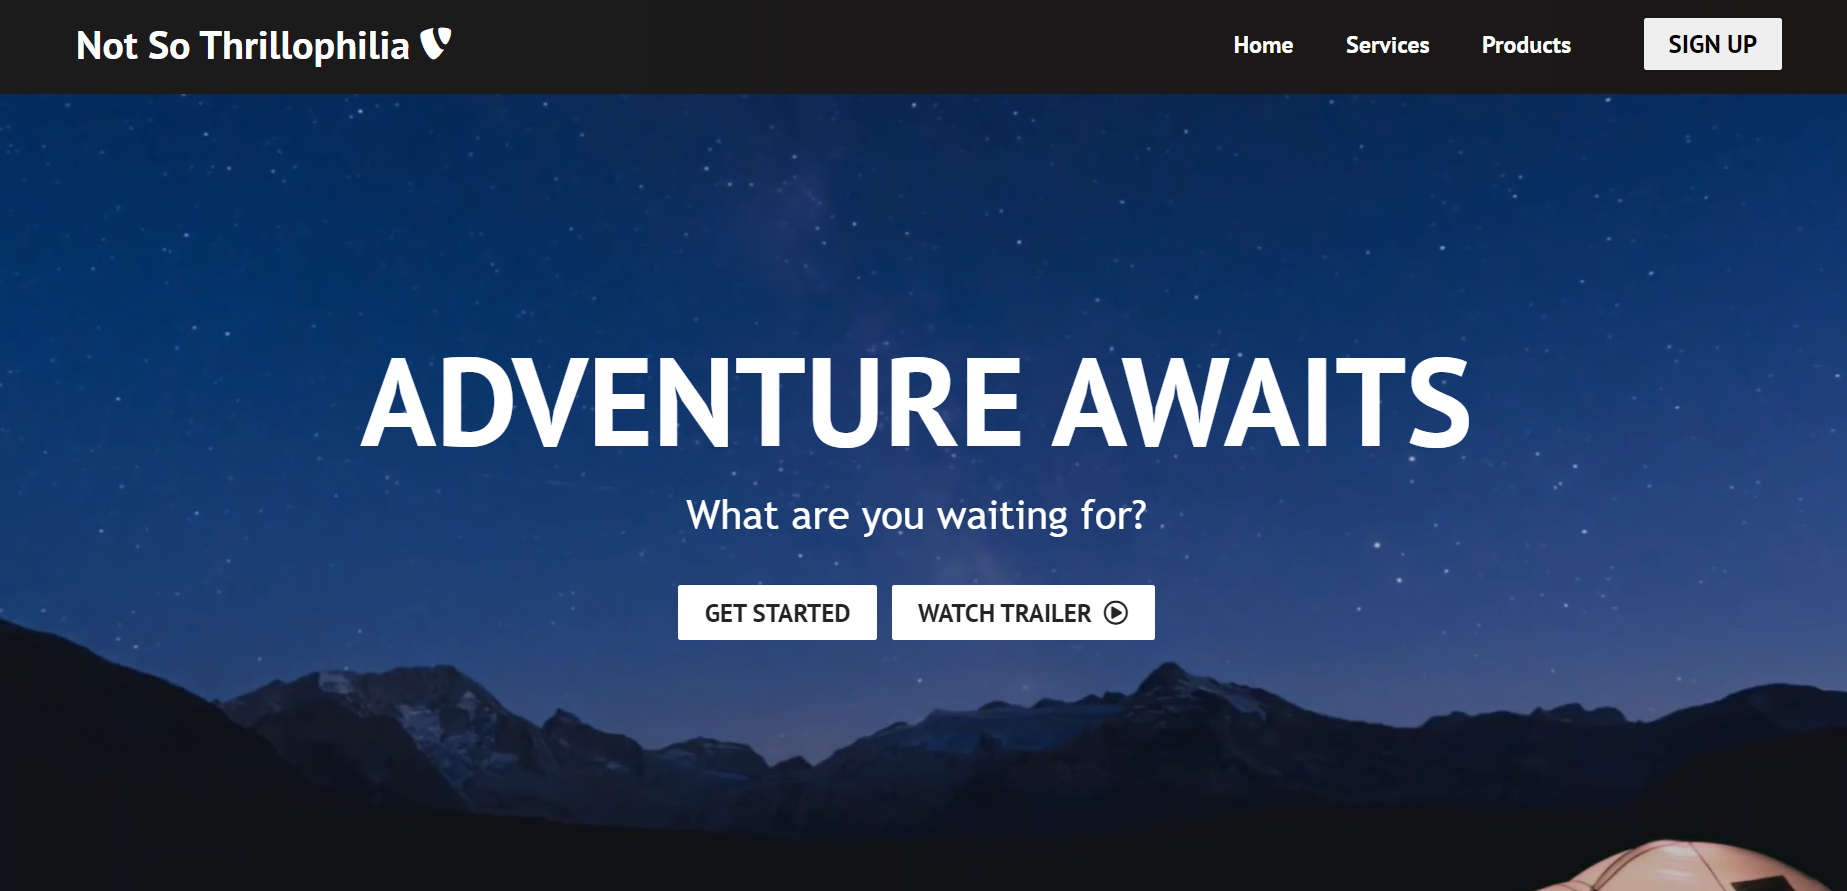 Not So Thrillophilia
Home
Services
Products
SIGN UP
ADVENTURE AWAITS
What are you waiting for?
GET STARTED
WATCH TRAILER